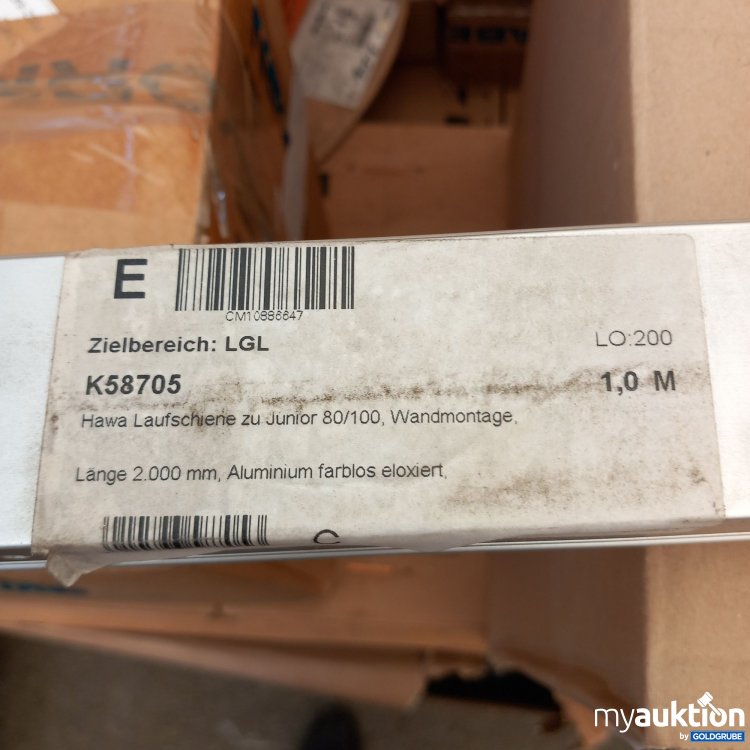 E
CM10886647
Zielbereich: LGL
LO:200
K58705
1,0 M
Hawa Laufschiene zu Junior 80/100, Wandmontage,
Länge 2.000 mm, Aluminium farblos eloxiert,
C
myauktion
by GOLDGRUBE